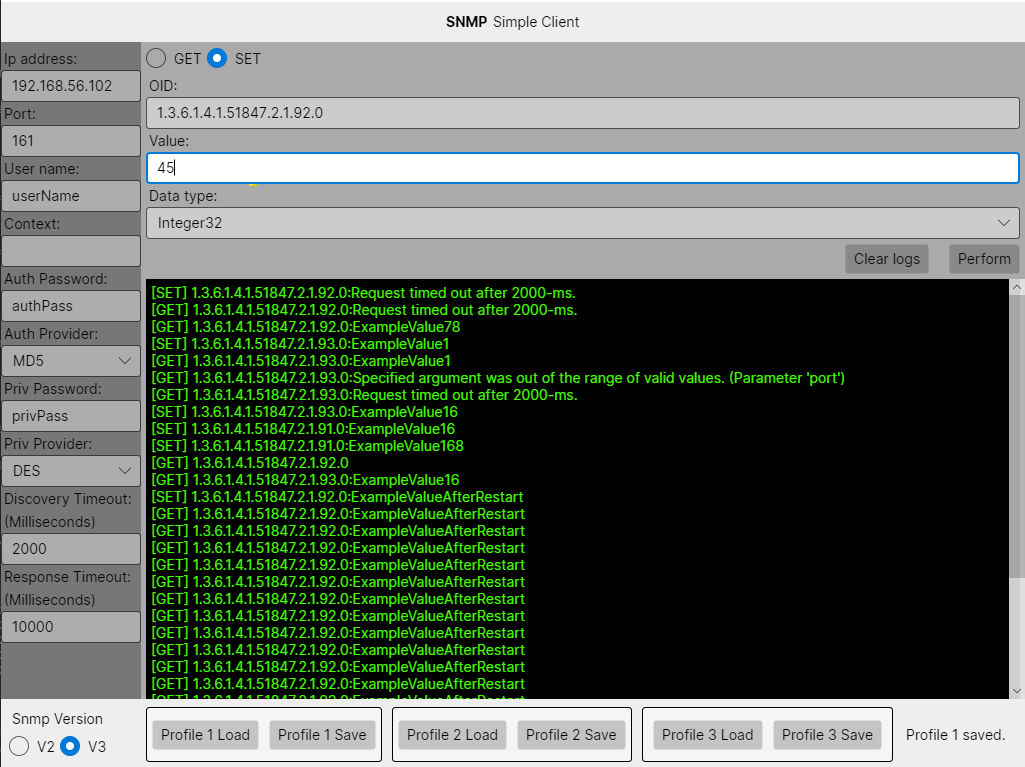 SNMP Simple Client
Ip address:
192.168.56.102
Port:
161
User name:
userName
Context:
Auth Password:
authPass
Auth Provider:
MD5
Priv Password:
privPass
Priv Provider:
DES
Discovery Timeout:
(Milliseconds)
2000
Response Timeout:
(Milliseconds)
10000
GET SET
OID:
1.3.6.1.4.1.51847.2.1.92.0
Value:
45
Data type:
Integer32
Clear logs Perform
[SET] 1.3.6.1.4.1.51847.2.1.92.0:Request timed out after 2000-ms.
[GET] 1.3.6.1.4.1.51847.2.1.92.0:Request timed out after 2000-ms.
[GET] 1.3.6.1.4.1.51847.2.1.92.0:ExampleValue78
[SET] 1.3.6.1.4.1.51847.2.1.93.0:ExampleValue1
[GET] 1.3.6.1.4.1.51847.2.1.93.0:ExampleValue1
[GET] 1.3.6.1.4.1.51847.2.1.93.0:Specified argument was out of the range of valid values. (Parameter 'port')
[GET] 1.3.6.1.4.1.51847.2.1.93.0:Request timed out after 2000-ms.
[SET] 1.3.6.1.4.1.51847.2.1.93.0:ExampleValue16
[SET] 1.3.6.1.4.1.51847.2.1.91.0:ExampleValue16
[SET] 1.3.6.1.4.1.51847.2.1.91.0:ExampleValue168
[GET] 1.3.6.1.4.1.51847.2.1.92.0
[GET] 1.3.6.1.4.1.51847.2.1.93.0:ExampleValue16
[SET] 1.3.6.1.4.1.51847.2.1.92.0:ExampleValueAfterRestart
[GET] 1.3.6.1.4.1.51847.2.1.92.0:ExampleValueAfterRestart
[GET] 1.3.6.1.4.1.51847.2.1.92.0:ExampleValueAfterRestart
[GET] 1.3.6.1.4.1.51847.2.1.92.0:ExampleValueAfterRestart
[GET] 1.3.6.1.4.1.51847.2.1.92.0:ExampleValueAfterRestart
[GET] 1.3.6.1.4.1.51847.2.1.92.0:ExampleValueAfterRestart
[GET] 1.3.6.1.4.1.51847.2.1.92.0:ExampleValueAfterRestart
[GET] 1.3.6.1.4.1.51847.2.1.92.0:ExampleValueAfterRestart
[GET] 1.3.6.1.4.1.51847.2.1.92.0:ExampleValueAfterRestart
[GET] 1.3.6.1.4.1.51847.2.1.92.0:ExampleValueAfterRestart
[GET] 1.3.6.1.4.1.51847.2.1.92.0:ExampleValueAfterRestart
[GET] 1.3.6.1.4.1.51847.2.1.92.0:ExampleValueAfterRestart
Snmp Version
V2 V3
Profile 1 Load Profile 1 Save Profile 2 Load Profile 2 Save Profile 3 Load Profile 3 Save Profile 1 saved.